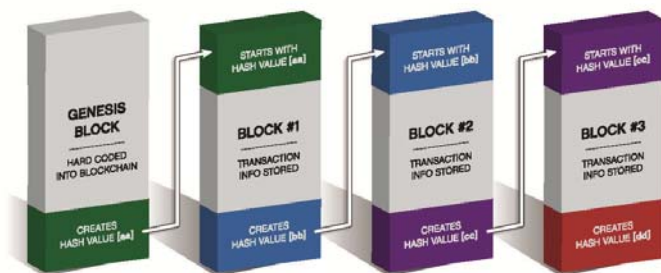 GENESIS
BLOCK
HARD CODED
INTO BLOCKCHAIN
CREATES
HASH VALUE [aa]
STARTS WITH
HASH VALUE [aa]
BLOCK #1
TRANSACTION
INFO STORED
CREATES
HASH VALUE [bb]
STARTS WITH
HASH VALUE [bb]
BLOCK #2
TRANSACTION
INFO STORED
CREATES
HASH VALUE [cc]
STARTS WITH
HASH VALUE [cc]
BLOCK #3
TRANSACTION
INFO STORED
CREATES
HASH VALUE [dd]